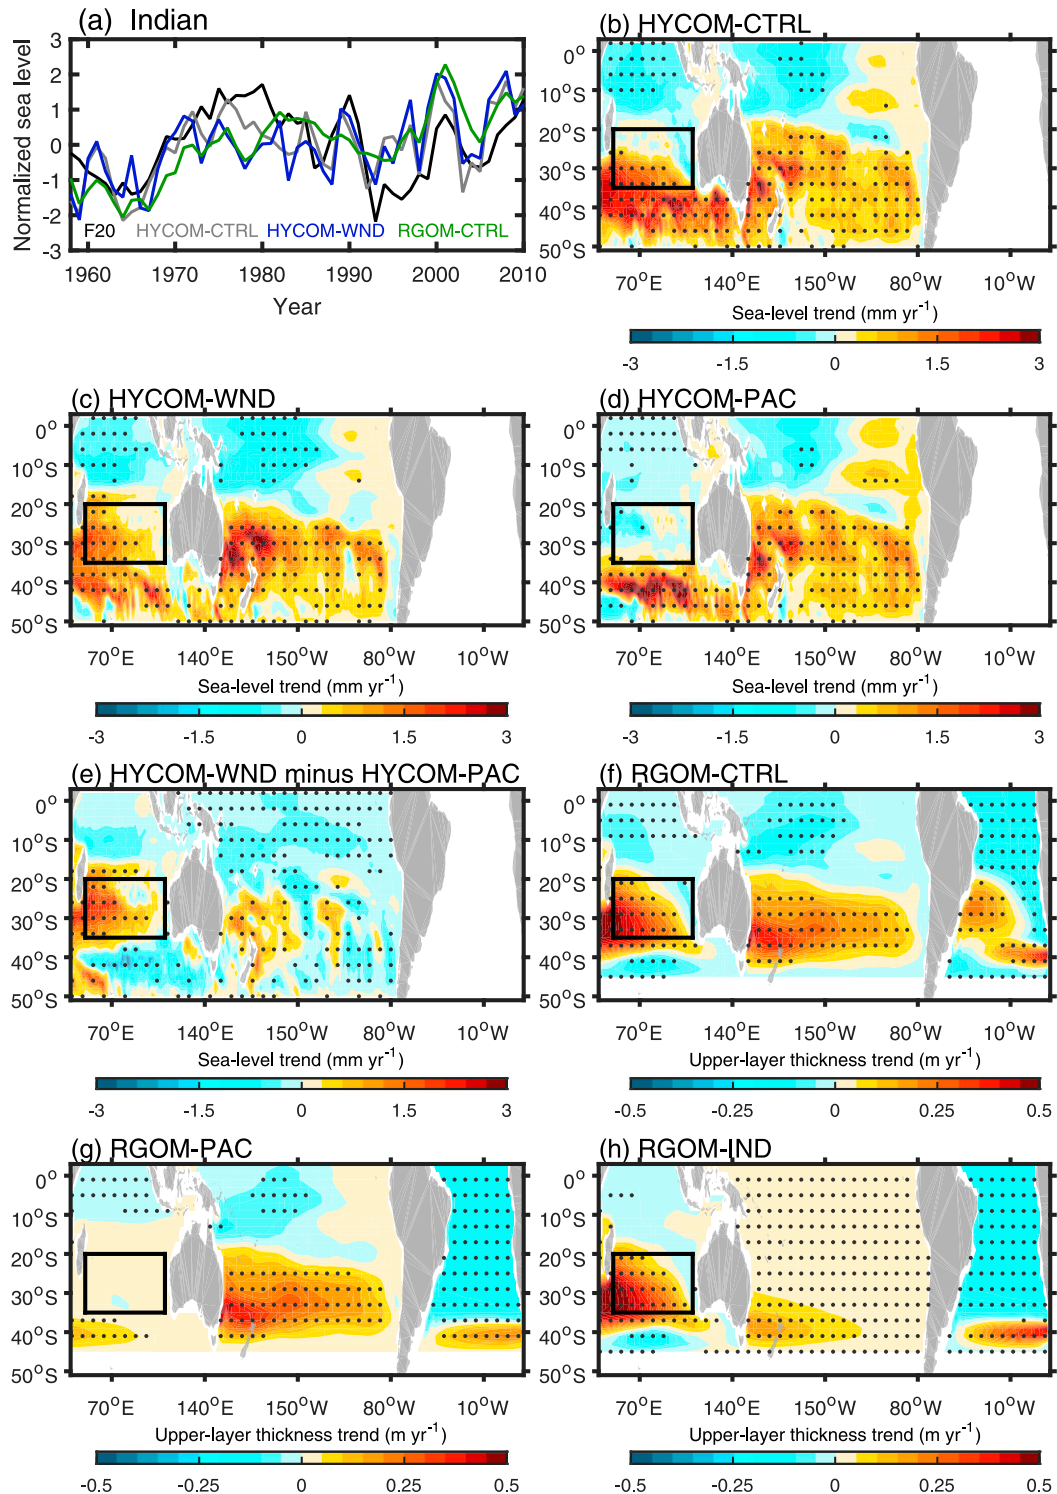 (a) Indian
Normalized sea level
3
2
1
0
-1
-2
-3
F20 HYCOM-CTRL HYCOM-WND RGOM-CTRL
1960 1970 1980 1990 2000 2010
Year
(b) HYCOM-CTRL
0°
10°S
20°S
30°S
40°S
50°S
70°E 140°E 150°W 80°W 10°W
Sea-level trend (mm yr⁻¹)
-3 -1.5 0 1.5 3
(c) HYCOM-WND
0°
10°S
20°S
30°S
40°S
50°S
70°E 140°E 150°W 80°W 10°W
Sea-level trend (mm yr⁻¹)
-3 -1.5 0 1.5 3
(d) HYCOM-PAC
0°
10°S
20°S
30°S
40°S
50°S
70°E 140°E 150°W 80°W 10°W
Sea-level trend (mm yr⁻¹)
-3 -1.5 0 1.5 3
(e) HYCOM-WND minus HYCOM-PAC
0°
10°S
20°S
30°S
40°S
50°S
70°E 140°E 150°W 80°W 10°W
Sea-level trend (mm yr⁻¹)
-3 -1.5 0 1.5 3
(f) RGOM-CTRL
0°
10°S
20°S
30°S
40°S
50°S
70°E 140°E 150°W 80°W 10°W
Upper-layer thickness trend (m yr⁻¹)
-0.5 -0.25 0 0.25 0.5
(g) RGOM-PAC
0°
10°S
20°S
30°S
40°S
50°S
70°E 140°E 150°W 80°W 10°W
Upper-layer thickness trend (m yr⁻¹)
-0.5 -0.25 0 0.25 0.5
(h) RGOM-IND
0°
10°S
20°S
30°S
40°S
50°S
70°E 140°E 150°W 80°W 10°W
Upper-layer thickness trend (m yr⁻¹)
-0.5 -0.25 0 0.25 0.5